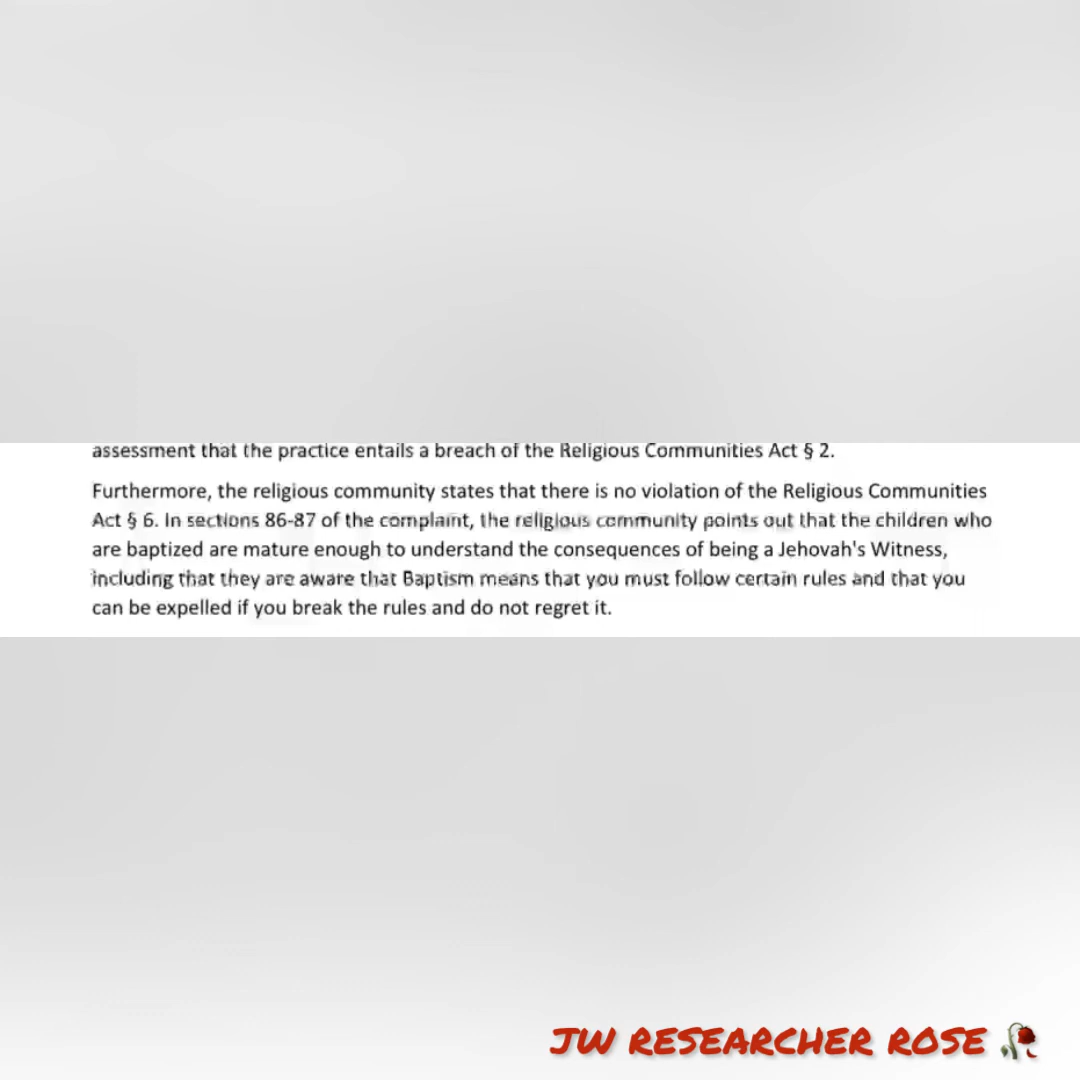 assessment that the practice entails a breach of the Religious Communities Act § 2.
Furthermore, the religious community states that there is no violation of the Religious Communities
Act § 6. In sections 86-87 of the complaint, the religious community points out that the children who
are baptized are mature enough to understand the consequences of being a Jehovah's Witness,
including that they are aware that Baptism means that you must follow certain rules and that you
can be expelled if you break the rules and do not regret it.
JW RESEARCHER ROSE 🥀